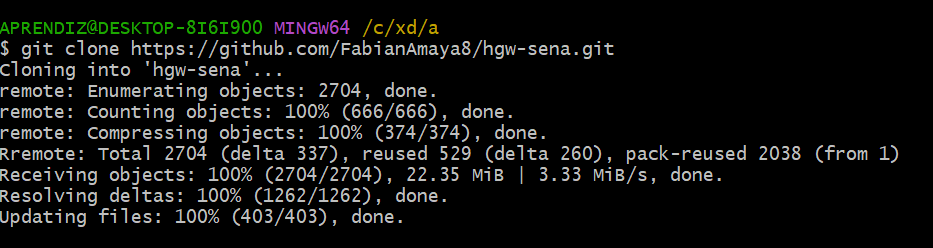 APRENDIZ@DESKTOP-8I6I900 MINGW64 /c/xd/a
$ git clone https://github.com/FabianAmaya8/hgw-sena.git
Cloning into 'hgw-sena'...
remote: Enumerating objects: 2704, done.
remote: Counting objects: 100% (666/666), done.
remote: Compressing objects: 100% (374/374), done.
Rremote: Total 2704 (delta 337), reused 529 (delta 260), pack-reused 2038 (from 1)
Receiving objects: 100% (2704/2704), 22.35 MiB | 3.33 MiB/s, done.
Resolving deltas: 100% (1262/1262), done.
Updating files: 100% (403/403), done.